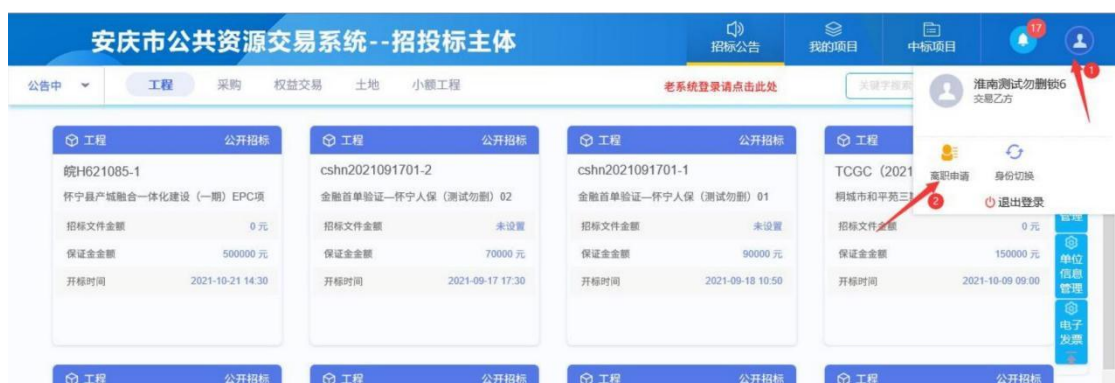 安庆市公共资源交易系统--招投标主体
招标公告
我的项目
中标项目
17
公告中
工程 采购 权益交易 土地 小额工程
老系统登录请点击此处
关键字搜索
1
淮南测试勿删锁6
交易乙方
离职申请 身份切换
2
退出登录
工程 公开招标
皖H621085-1
怀宁县产城融合一体化建设（一期）EPC项
招标文件金额 0 元
保证金金额 500000 元
开标时间 2021-10-21 14:30
工程 公开招标
cshn2021091701-2
金融首单验证—怀宁人保（测试勿删）02
招标文件金额 未设置
保证金金额 70000 元
开标时间 2021-09-17 17:30
工程 公开招标
cshn2021091701-1
金融首单验证—怀宁人保（测试勿删）01
招标文件金额 未设置
保证金金额 90000 元
开标时间 2021-09-18 10:50
工程
TCGC（2021
桐城市和平苑三
招标文件金额 0 元
保证金金额 150000 元
开标时间 2021-10-09 09:00
管理
单位
信息
管理
电子
发票
工程 公开招标
工程 公开招标
工程 公开招标
工程 公开招标